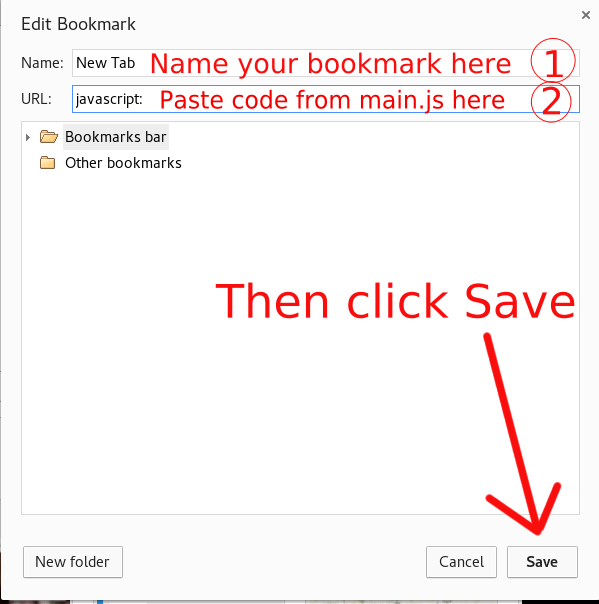 Edit Bookmark
Name: New Tab Name your bookmark here 1
URL: javascript: Paste code from main.js here 2
Bookmarks bar
Other bookmarks
Then click Save
New folder Cancel Save